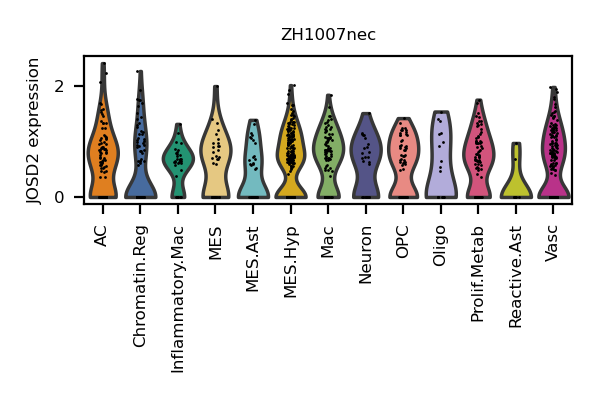 ZH1007nec
JOSD2 expression
2
0
AC
Chromatin.Reg
Inflammatory.Mac
MES
MES.Ast
MES.Hyp
Mac
Neuron
OPC
Oligo
Prolif.Metab
Reactive.Ast
Vasc